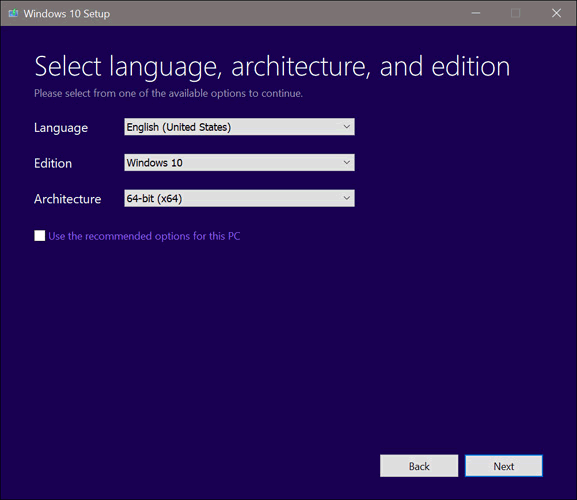 Windows 10 Setup
Select language, architecture, and edition
Please select from one of the available options to continue.
Language English (United States)
Edition Windows 10
Architecture 64-bit (x64)
Use the recommended options for this PC
Back Next